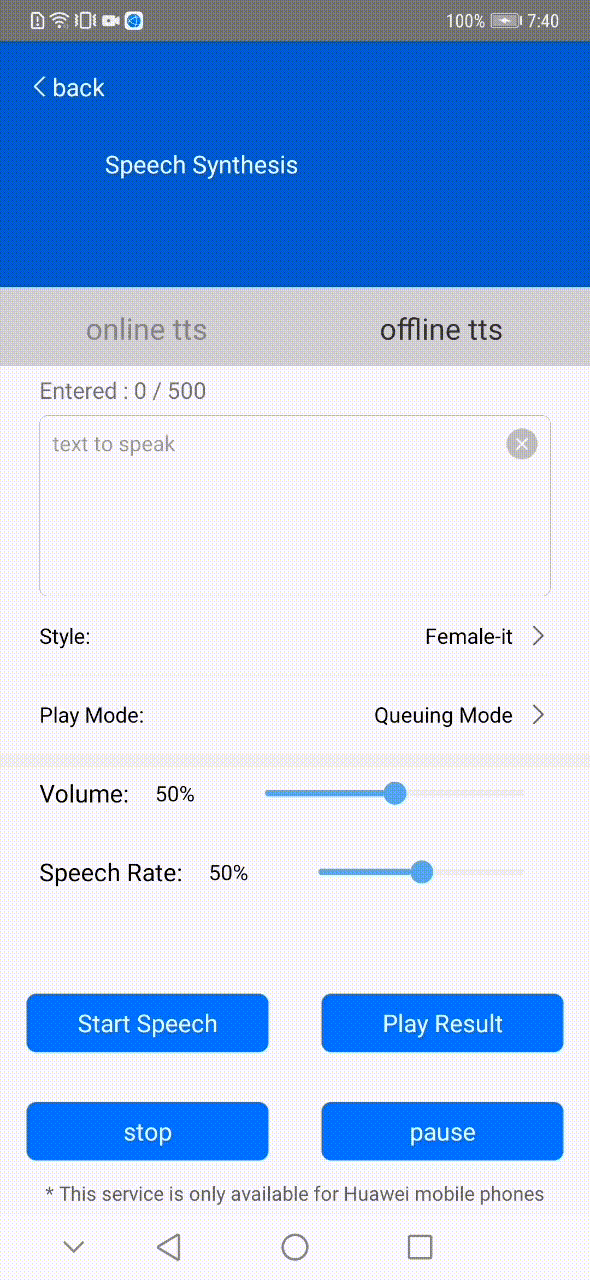 100% 7:40
back
Speech Synthesis
online tts offline tts
Entered : 0 / 500
text to speak
Style: Female-it
Play Mode: Queuing Mode
Volume: 50%
Speech Rate: 50%
Start Speech Play Result
stop pause
* This service is only available for Huawei mobile phones